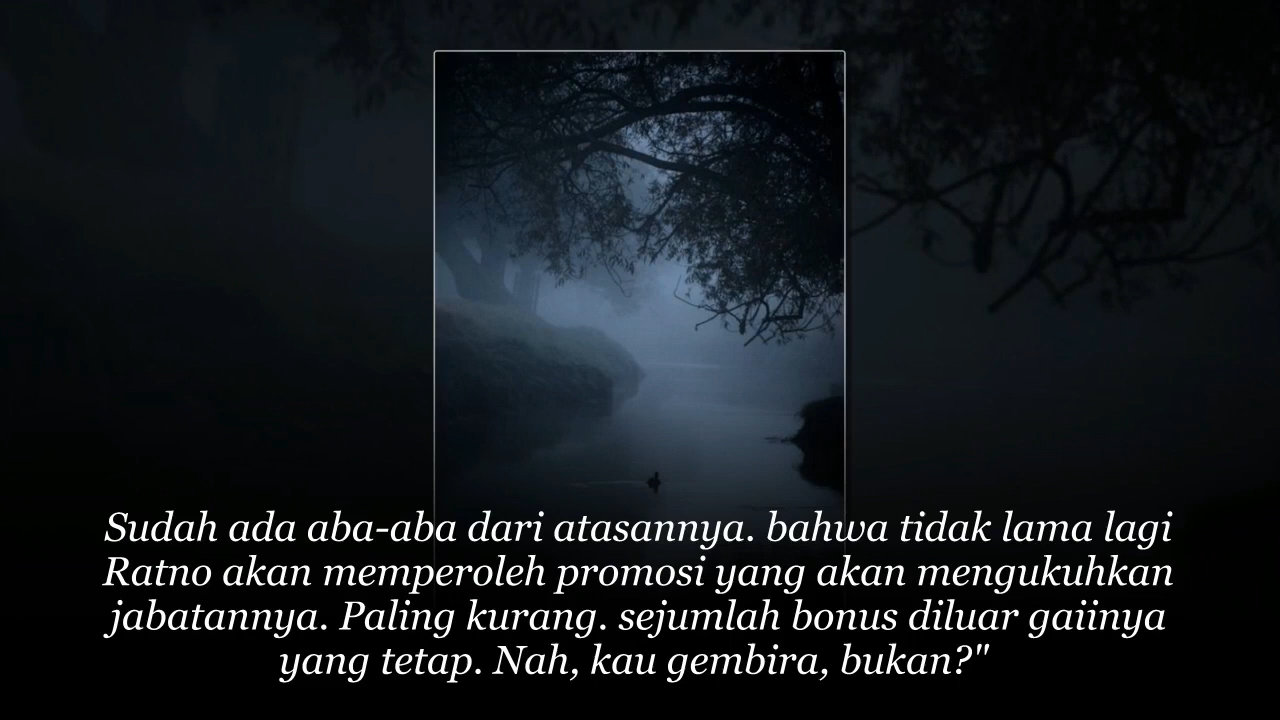 Sudah ada aba-aba dari atasannya. bahwa tidak lama lagi
Ratno akan memperoleh promosi yang akan mengukuhkan
jabatannya. Paling kurang. sejumlah bonus diluar gaiinya
yang tetap. Nah, kau gembira, bukan?"